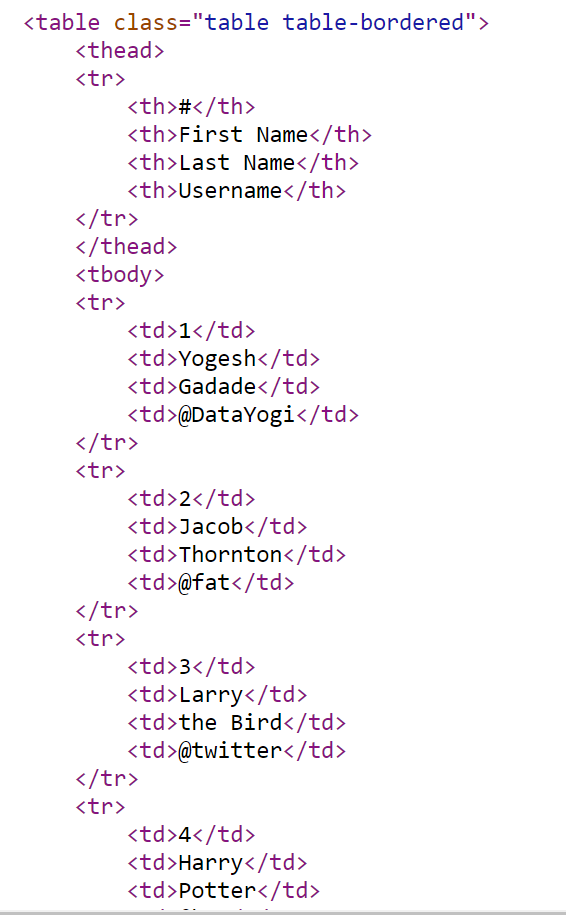 <table class="table table-bordered">
<thead>
<tr>
<th>#</th>
<th>First Name</th>
<th>Last Name</th>
<th>Username</th>
</tr>
</thead>
<tbody>
<tr>
<td>1</td>
<td>Yogesh</td>
<td>Gadade</td>
<td>@DataYogi</td>
</tr>
<tr>
<td>2</td>
<td>Jacob</td>
<td>Thornton</td>
<td>@fat</td>
</tr>
<tr>
<td>3</td>
<td>Larry</td>
<td>the Bird</td>
<td>@twitter</td>
</tr>
<tr>
<td>4</td>
<td>Harry</td>
<td>Potter</td>